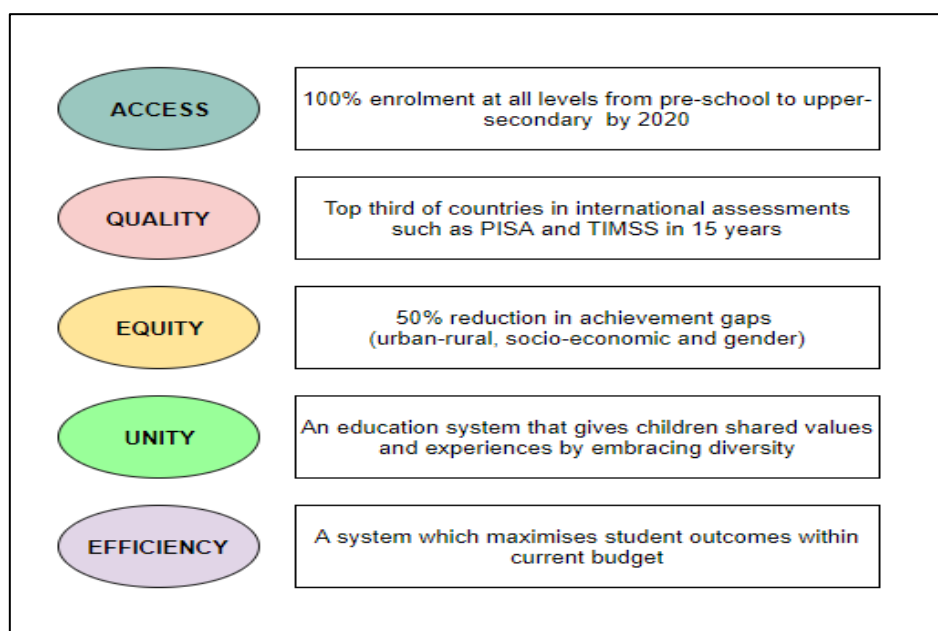 ACCESS
100% enrolment at all levels from pre-school to upper-
secondary by 2020
QUALITY
Top third of countries in international assessments
such as PISA and TIMSS in 15 years
EQUITY
50% reduction in achievement gaps
(urban-rural, socio-economic and gender)
UNITY
An education system that gives children shared values
and experiences by embracing diversity
EFFICIENCY
A system which maximises student outcomes within
current budget